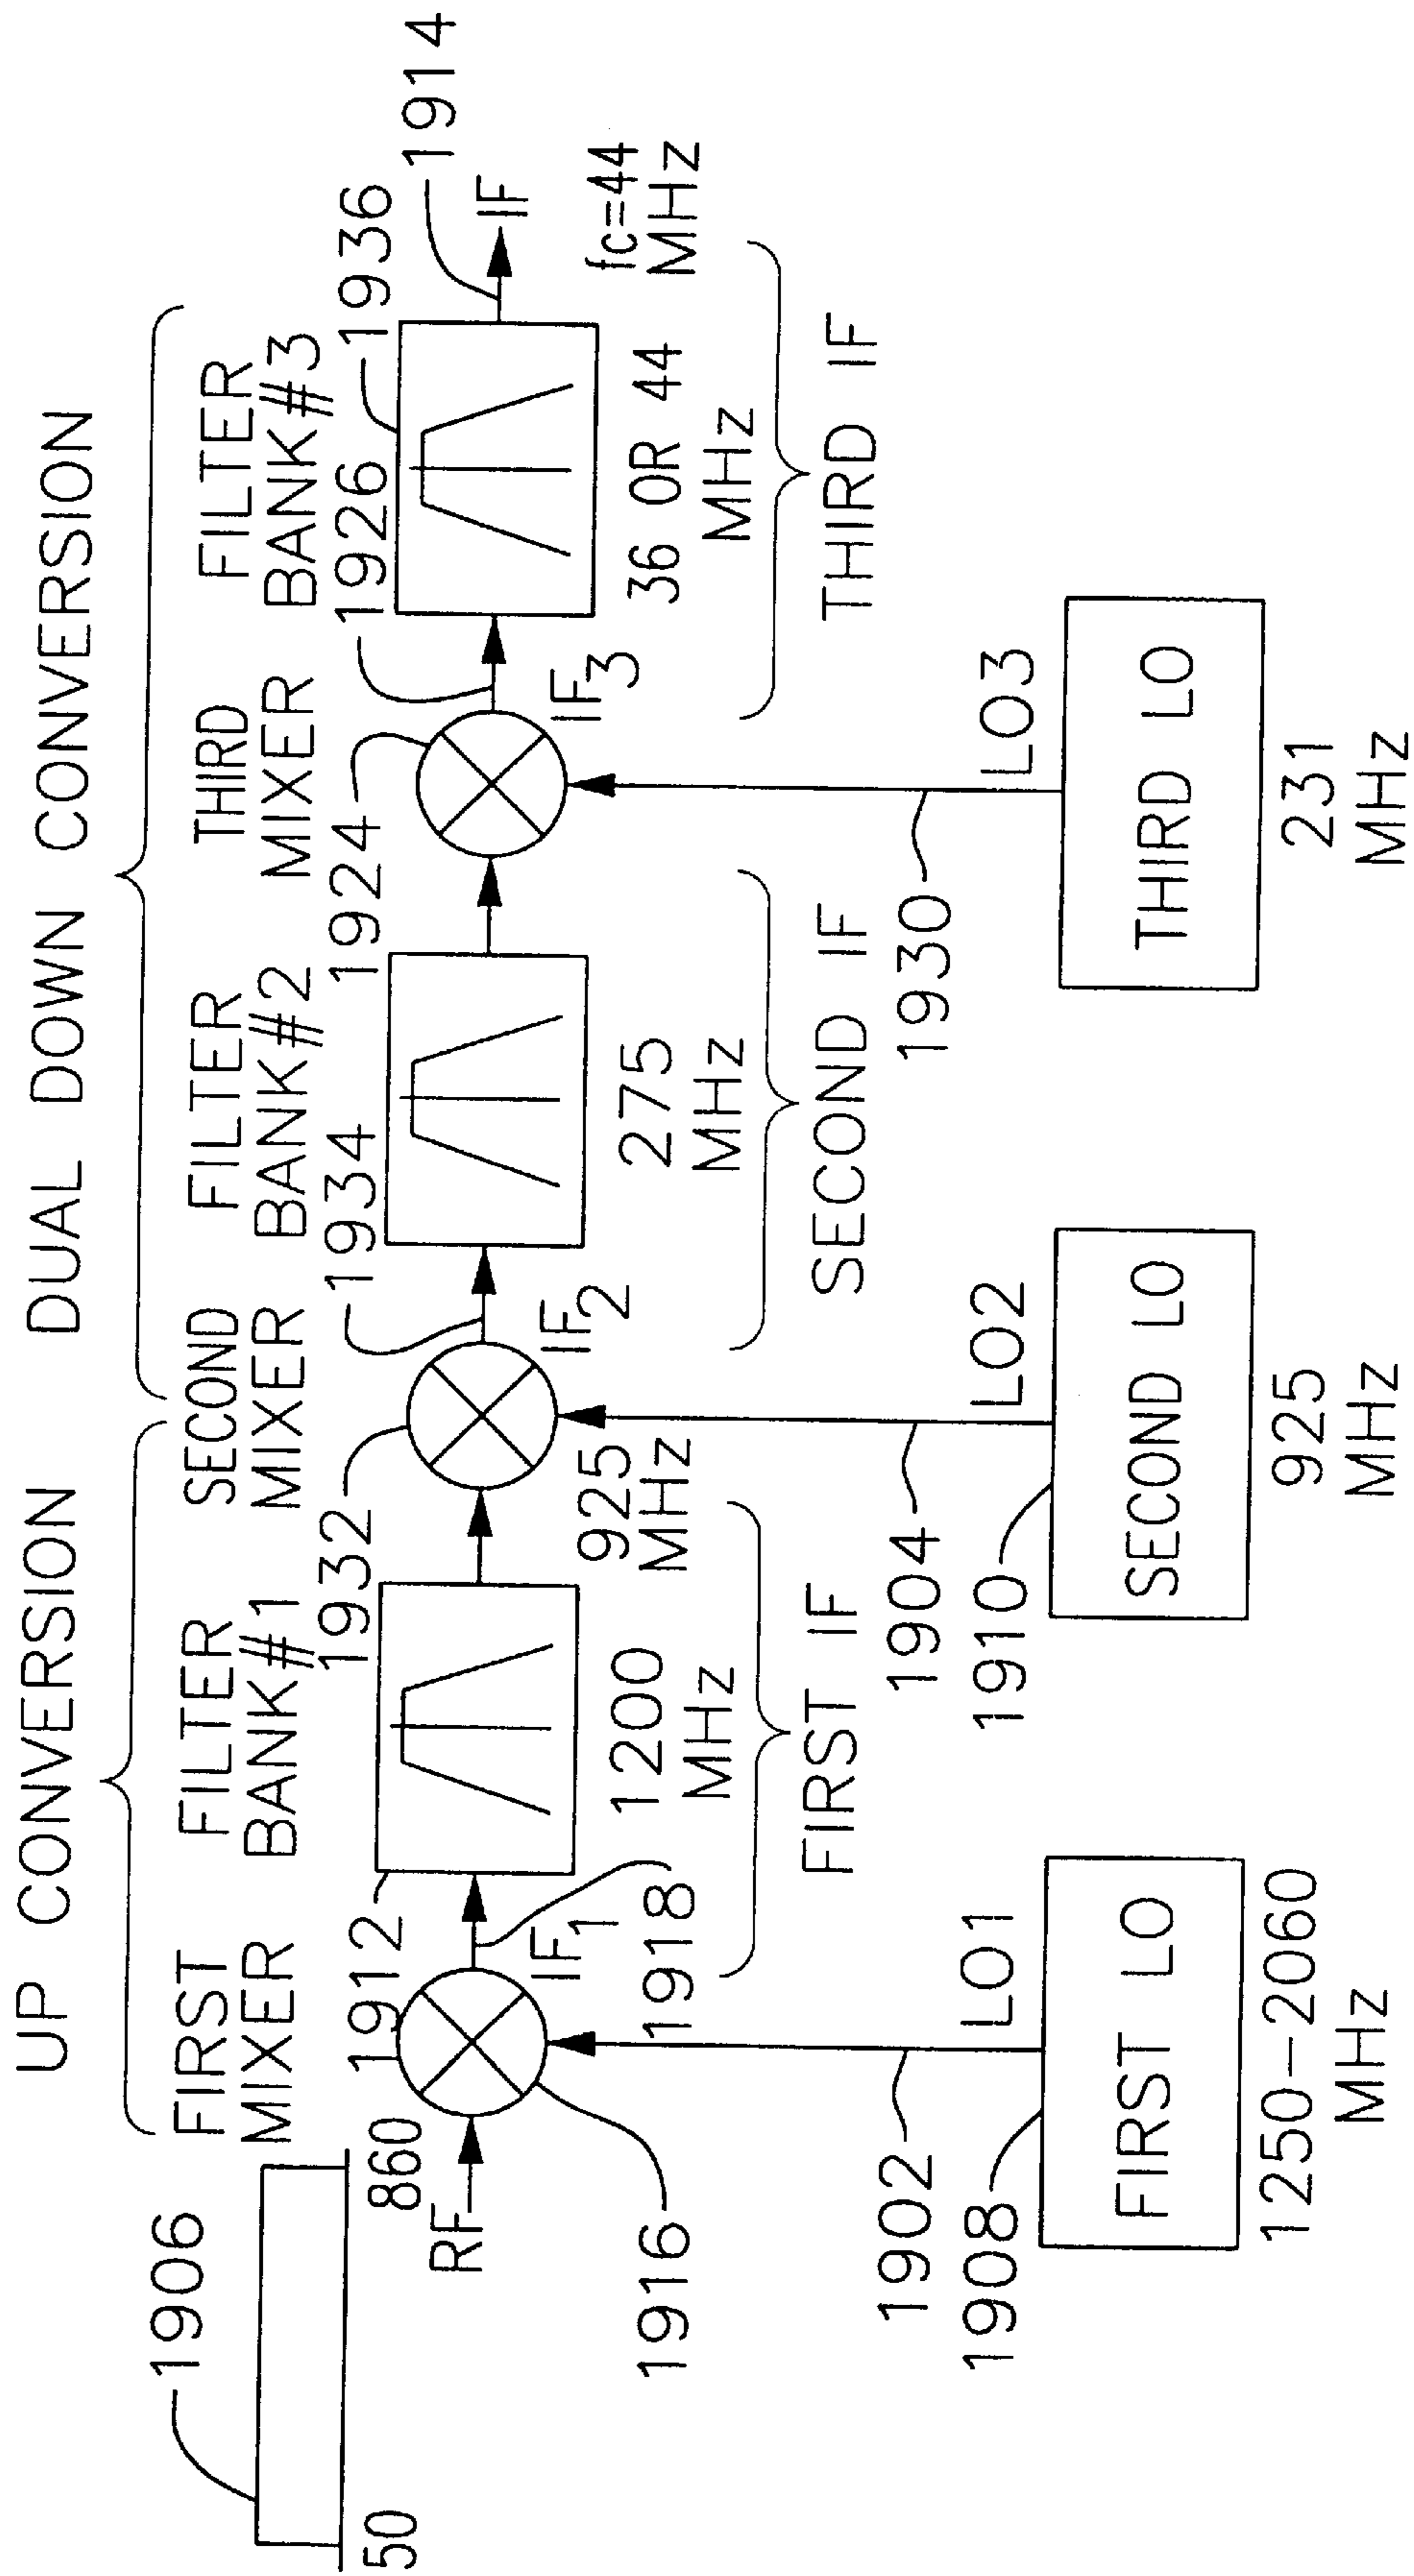 UP CONVERSION
DUAL DOWN CONVERSION
1906
50
860
RF
FIRST
MIXER
1916
1912
FILTER
BANK#1
IF1
1918
1200
MHz
FIRST IF
SECOND
MIXER
1932
925
MHz
IF2
1934
FILTER
BANK#2
275
MHz
SECOND IF
THIRD
MIXER
1924
IF3
1926
FILTER
BANK#3
1936
36 OR 44
MHz
THIRD IF
IF
1914
fc=44
MHz
1902
LO1
1908
FIRST LO
1250-2060
MHz
1904
LO2
1910
SECOND LO
925
MHz
1930
LO3
THIRD LO
231
MHz